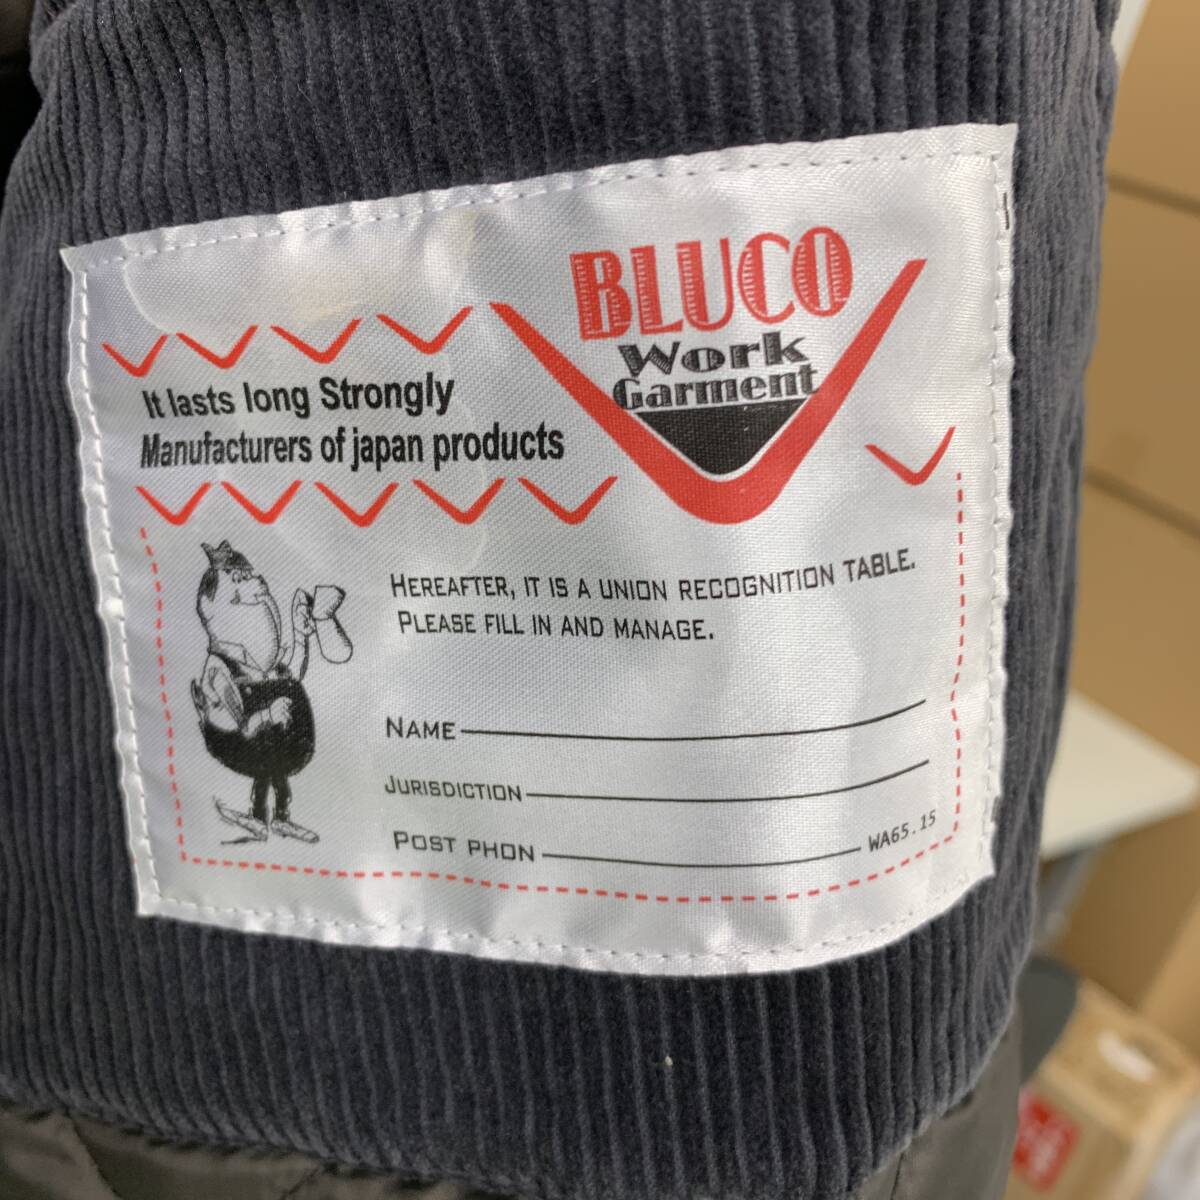 BLUCO
Work
Garment
It lasts long Strongly
Manufacturers of japan products
HEREAFTER, IT IS A UNION RECOGNITION TABLE.
PLEASE FILL IN AND MANAGE.
NAME
JURISDICTION
POST PHON
WA65.15